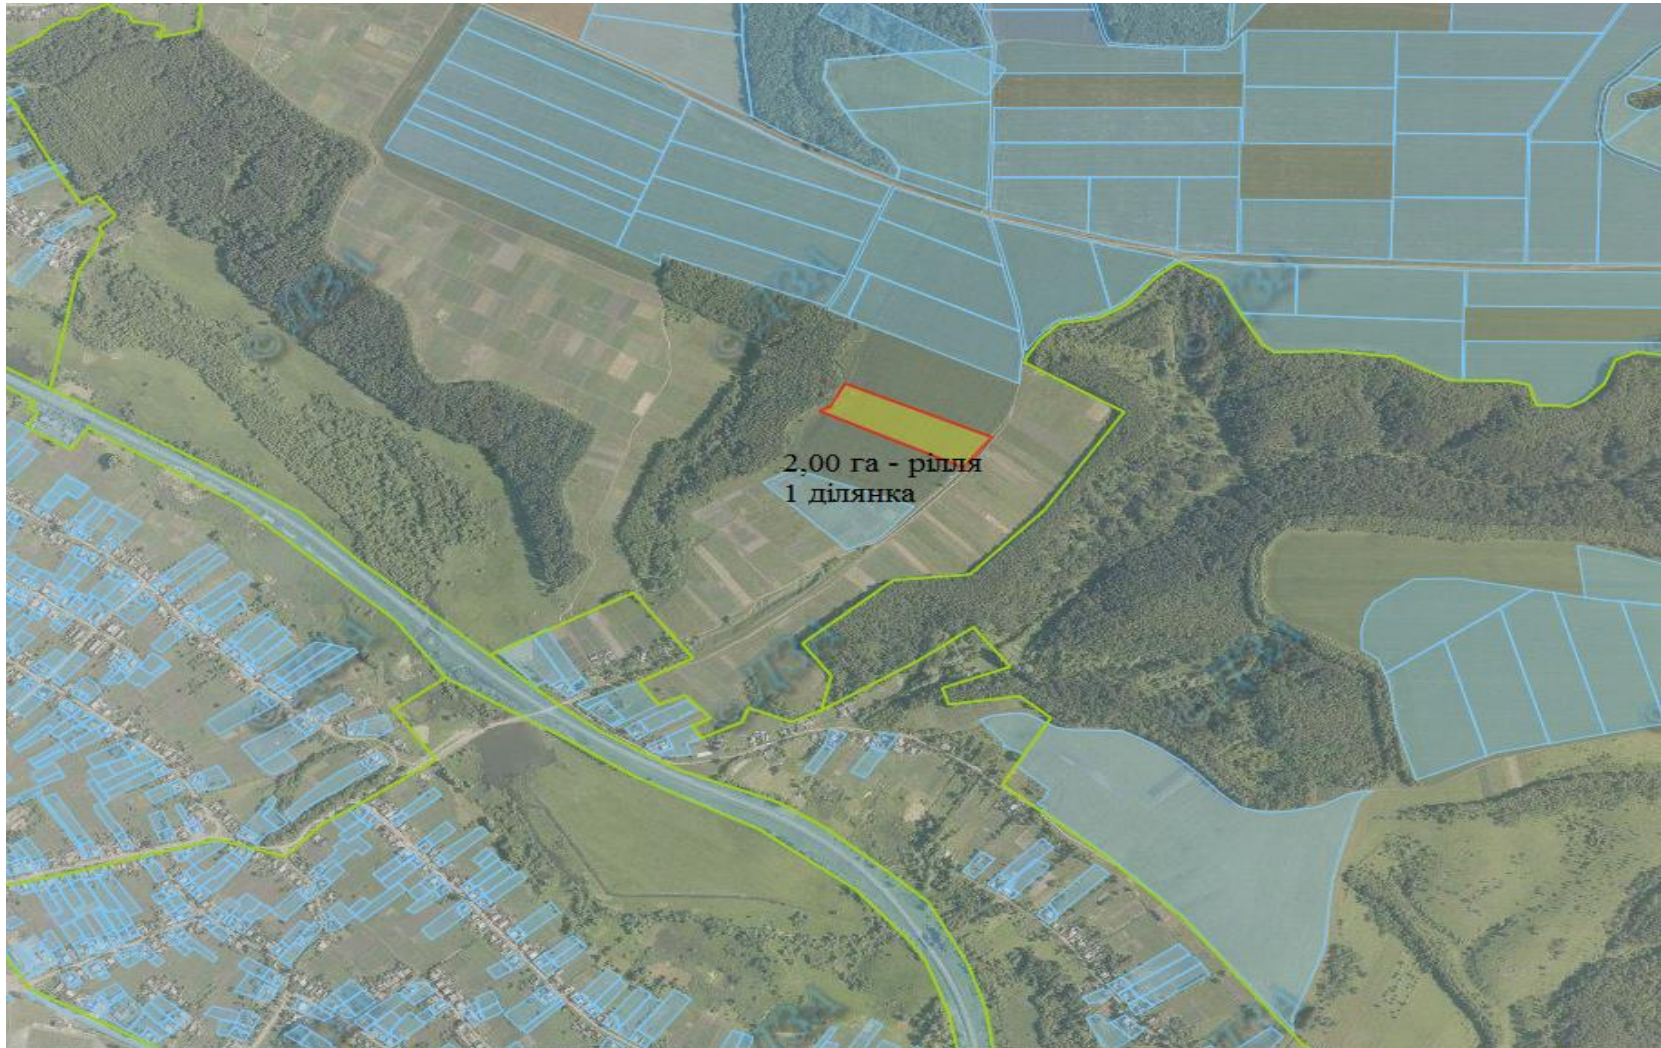 2,00 га - рілля
1 ділянка